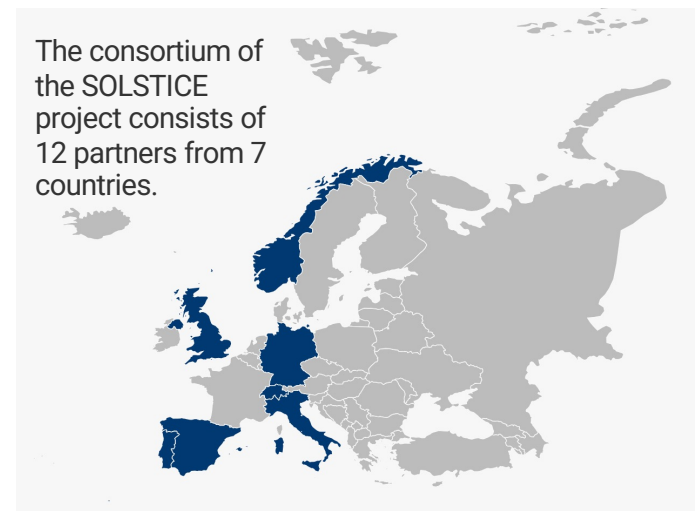 The consortium of
the SOLSTICE
project consists of
12 partners from 7
countries.